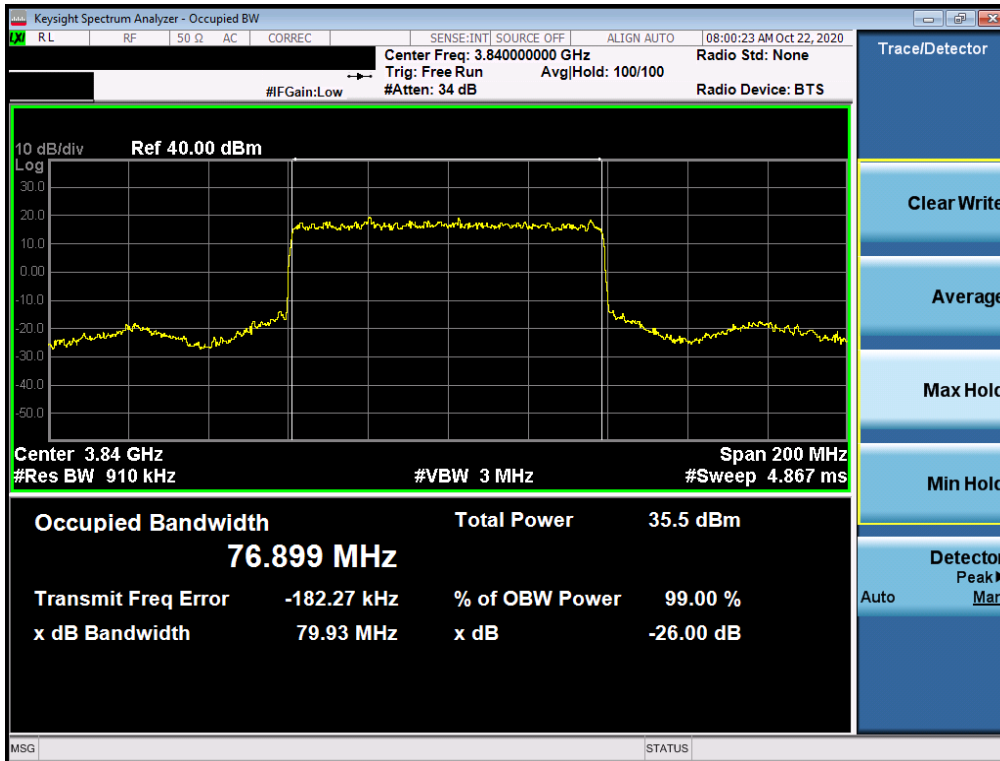 Keysight Spectrum Analyzer - Occupied BW
LXI RL RF 50 Ω AC CORREC SENSE:INT SOURCE OFF ALIGN AUTO 08:00:23 AM Oct 22, 2020
Center Freq: 3.840000000 GHz Radio Std: None
Trig: Free Run Avg|Hold: 100/100
#IFGain:Low #Atten: 34 dB Radio Device: BTS
Trace/Detector
10 dB/div Ref 40.00 dBm
Log
30.0
20.0
10.0
0.00
-10.0
-20.0
-30.0
-40.0
-50.0
Center 3.84 GHz Span 200 MHz
#Res BW 910 kHz #VBW 3 MHz #Sweep 4.867 ms
Occupied Bandwidth Total Power 35.5 dBm
76.899 MHz
Transmit Freq Error -182.27 kHz % of OBW Power 99.00 %
x dB Bandwidth 79.93 MHz x dB -26.00 dB
Clear Write
Average
Max Hold
Min Hold
Detector
Peak▶
Auto Man
MSG STATUS